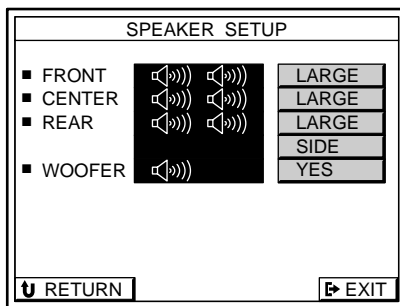 SPEAKER SETUP
FRONT LARGE
CENTER LARGE
REAR LARGE
SIDE
WOOFER YES
RETURN EXIT